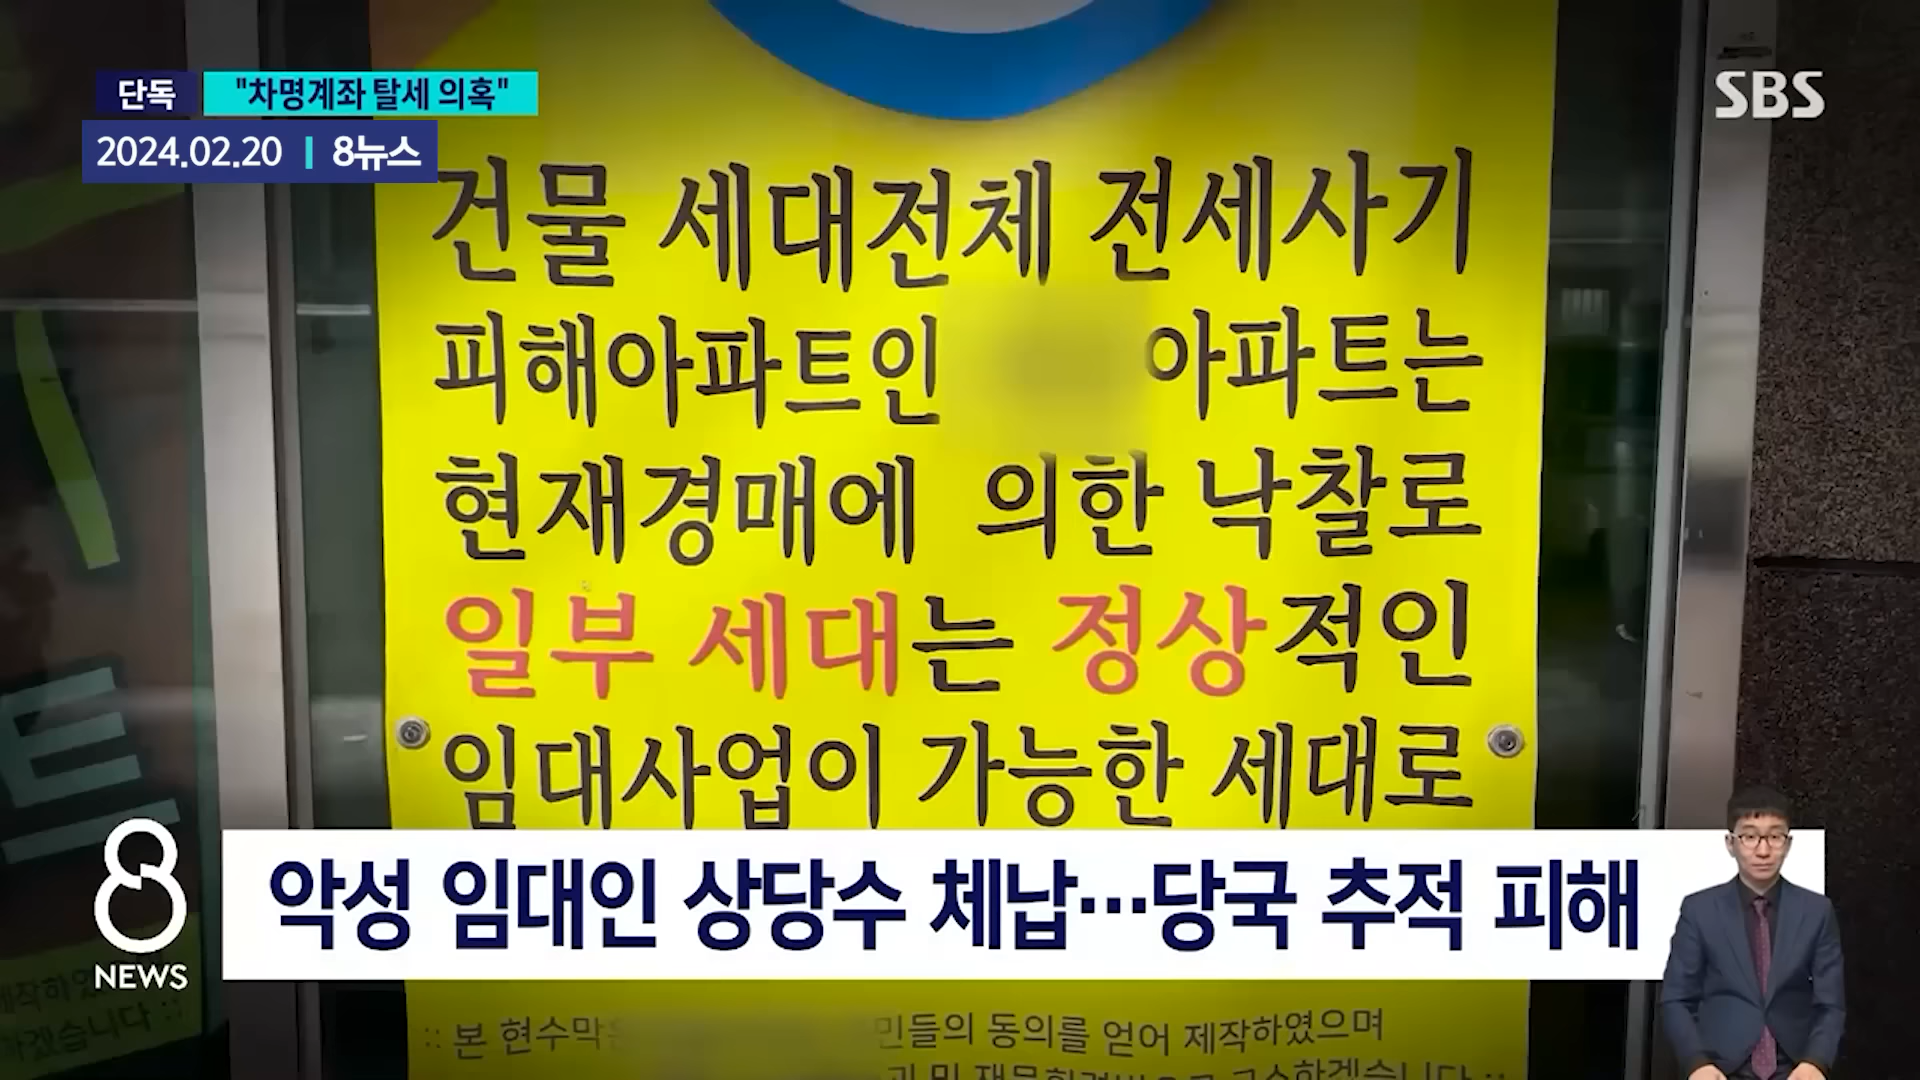 단독 "차명계좌 탈세 의혹"
SBS
2024.02.20 | 8뉴스
건물 세대전체 전세사기
피해아파트인 아파트는
현재경매에 의한 낙찰로
일부 세대는 정상적인
임대사업이 가능한 세대로
악성 임대인 상당수 체납…당국 추적 피해
8
NEWS
:: 본 현수막 민들의 동의를 얻어 제작하였으며